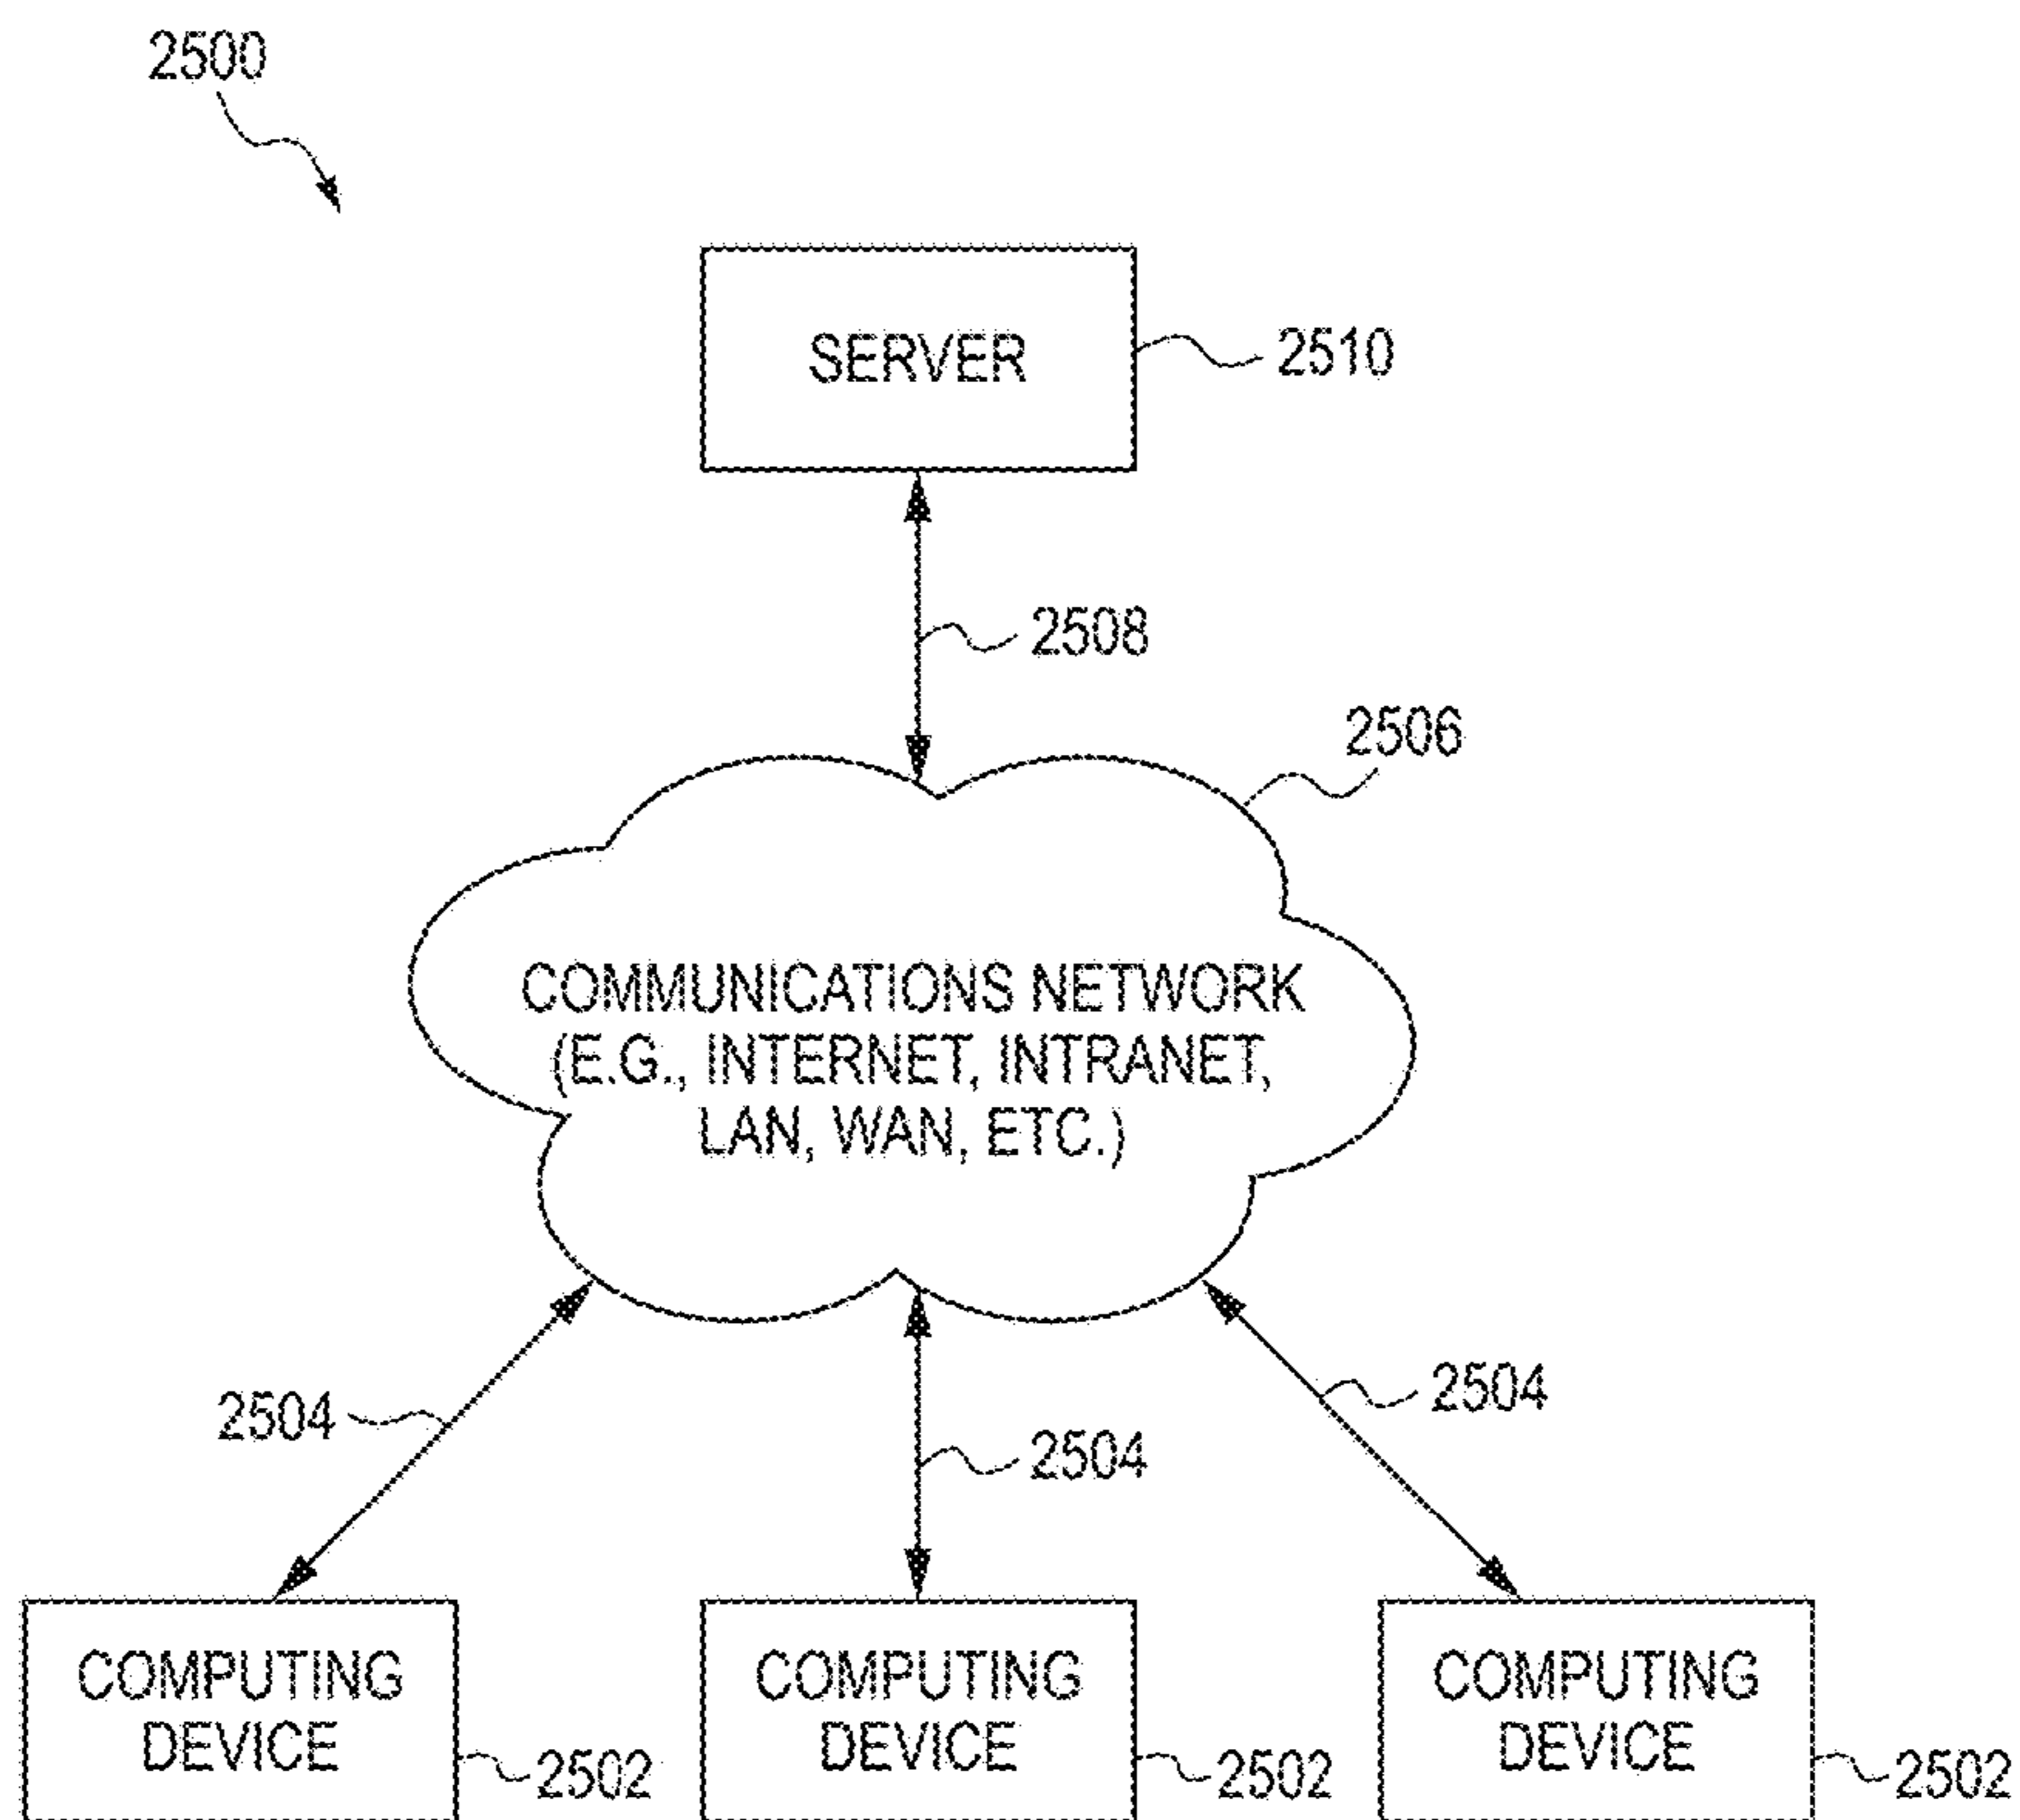 2500
SERVER
2510
2508
2506
COMMUNICATIONS NETWORK
(E.G., INTERNET, INTRANET,
LAN, WAN, ETC.)
2504
2504
2504
COMPUTING
DEVICE
2502
COMPUTING
DEVICE
2502
COMPUTING
DEVICE
2502